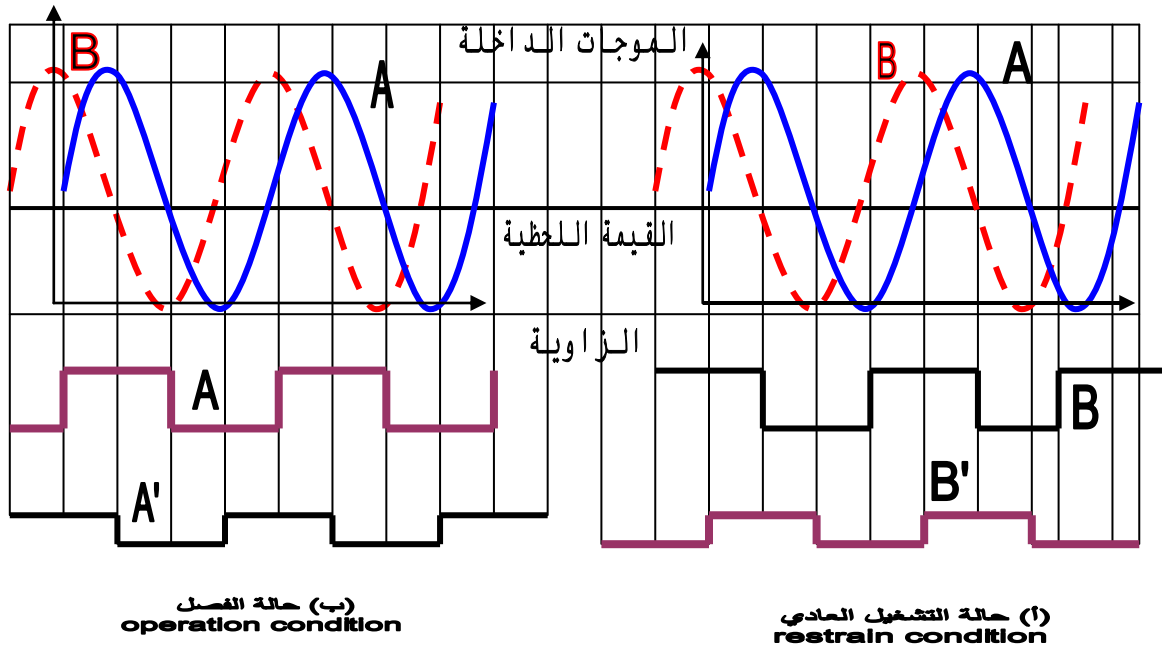 الموجات الداخلة
B
A
B
A
القيمة اللحظية
الزاوية
A
B
A'
B'
(أ) حالة التشغيل العادي
restrain condition
(ب) حالة الفصل
operation condition